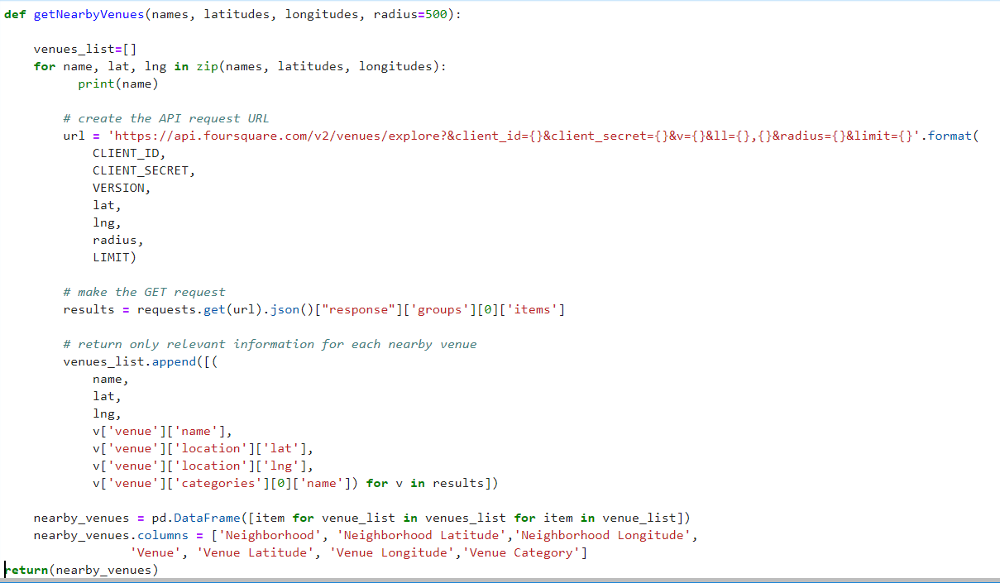 def getNearbyVenues(names, latitudes, longitudes, radius=500):
venues_list=[]
for name, lat, lng in zip(names, latitudes, longitudes):
print(name)
# create the API request URL
url = 'https://api.foursquare.com/v2/venues/explore?&client_id={}&client_secret={}&v={}&ll={},{}&radius={}&limit={}'.format(
CLIENT_ID,
CLIENT_SECRET,
VERSION,
lat,
lng,
radius,
LIMIT)
# make the GET request
results = requests.get(url).json()["response"]['groups'][0]['items']
# return only relevant information for each nearby venue
venues_list.append([(
name,
lat,
lng,
v['venue']['name'],
v['venue']['location']['lat'],
v['venue']['location']['lng'],
v['venue']['categories'][0]['name']) for v in results])
nearby_venues = pd.DataFrame([item for venue_list in venues_list for item in venue_list])
nearby_venues.columns = ['Neighborhood', 'Neighborhood Latitude','Neighborhood Longitude',
'Venue', 'Venue Latitude', 'Venue Longitude','Venue Category']
return(nearby_venues)